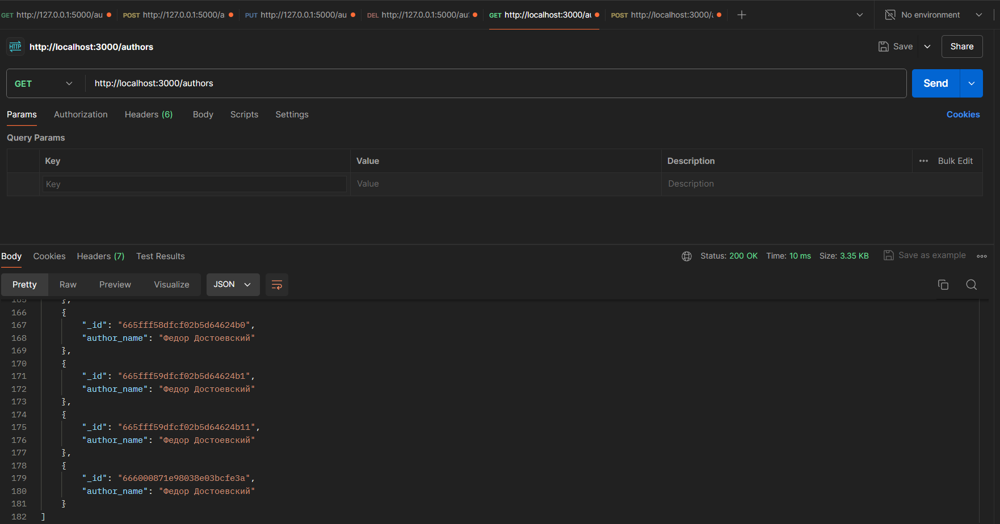 GET http://127.0.0.1:5000/au POST http://127.0.0.1:5000/a PUT http://127.0.0.1:5000/au DEL http://127.0.0.1:5000/au GET http://localhost:3000/au POST http://localhost:3000/ No environment
HTTP http://localhost:3000/authors Save Share
GET http://localhost:3000/authors Send
Params Authorization Headers (6) Body Scripts Settings Cookies
Query Params
Key Value Description Bulk Edit
Key Value Description
Body Cookies Headers (7) Test Results Status: 200 OK Time: 10 ms Size: 3.35 KB Save as example
Pretty Raw Preview Visualize JSON
165 },
166 {
167 "_id": "665fff58dfcf02b5d64624b0",
168 "author_name": "Федор Достоевский"
169 },
170 {
171 "_id": "665fff59dfcf02b5d64624b1",
172 "author_name": "Федор Достоевский"
173 },
174 {
175 "_id": "665fff59dfcf02b5d64624b11",
176 "author_name": "Федор Достоевский"
177 },
178 {
179 "_id": "666000871e98038e03bcfe3a",
180 "author_name": "Федор Достоевский"
181 }
182 ]